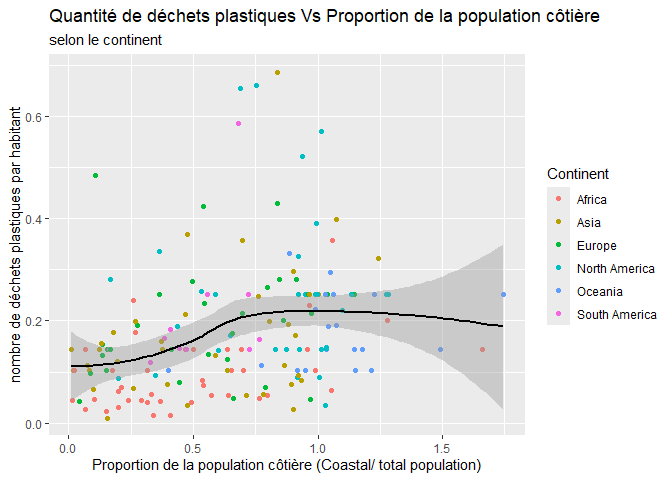 Quantité de déchets plastiques Vs Proportion de la population côtière
selon le continent
nombre de déchets plastiques par habitant
0.6
0.4
0.2
0.0
0.0 0.5 1.0 1.5
Proportion de la population côtière (Coastal/ total population)
Continent
Africa
Asia
Europe
North America
Oceania
South America